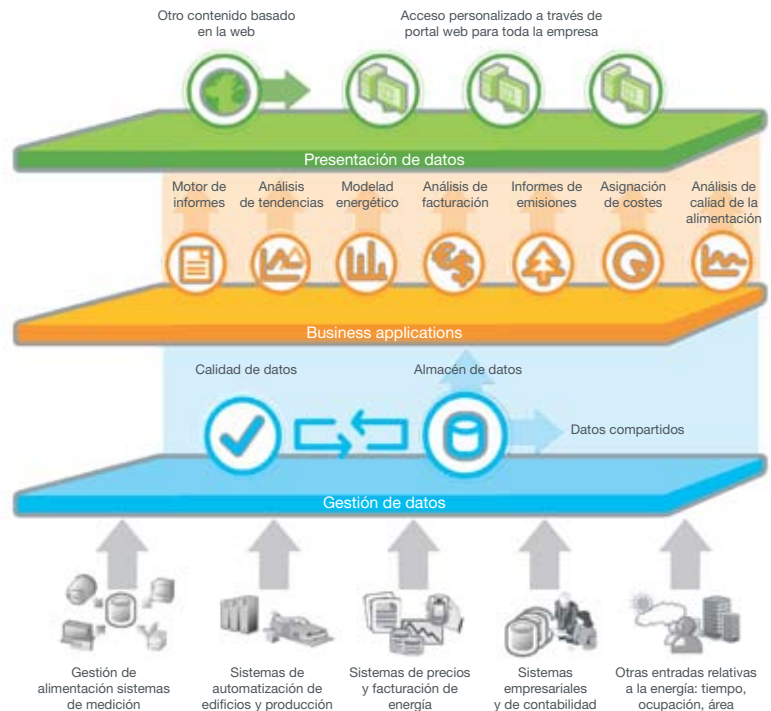 Otro contenido basado
en la web
Acceso personalizado a través de
portal web para toda la empresa
Presentación de datos
Motor de
informes
Análisis
de tendencias
Modelad
energético
Análisis de
facturación
Informes de
emisiones
Asignación
de costes
Análisis de
caliad de la
alimentación
Business applications
Calidad de datos
Almacén de datos
Datos compartidos
Gestión de datos
Gestión de
alimentación sistemas
de medición
Sistemas de
automatización de
edificios y producción
Sistemas de precios
y facturación de
energía
Sistemas
empresariales
y de contabilidad
Otras entradas relativas
a la energía: tiempo,
ocupación, área